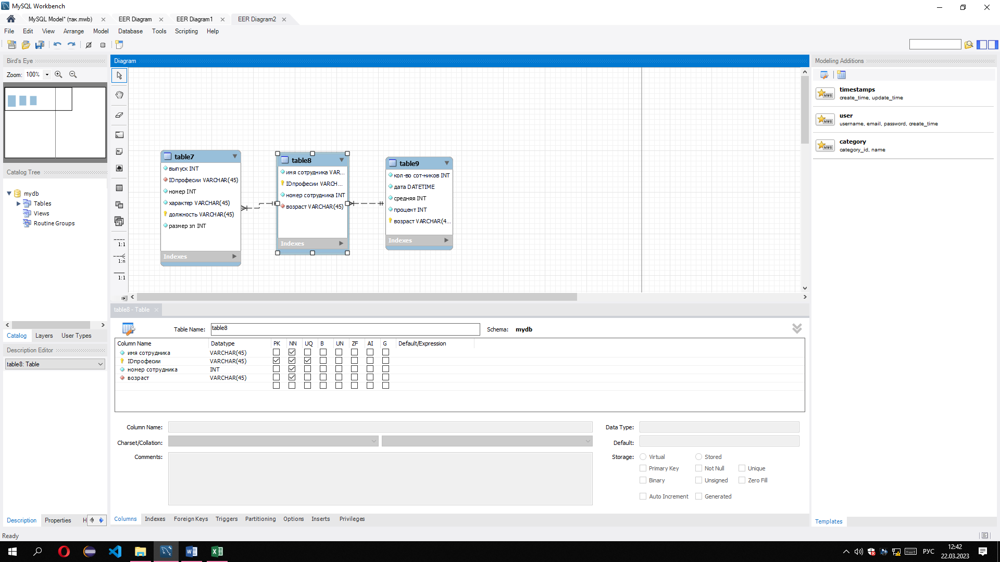 MySQL Workbench
MySQL Model* (так.mwb)
EER Diagram
EER Diagram1
EER Diagram2
File Edit View Arrange Model Database Tools Scripting Help
Bird's Eye
Zoom: 100%
Catalog Tree
mydb
Tables
Views
Routine Groups
Catalog Layers User Types
Description Editor
table8: Table
Description Properties H
Diagram
1:1
1:n
1:1
table7
выпуск INT
IDпрофесии VARCHAR(45)
номер INT
характер VARCHAR(45)
должность VARCHAR(45)
размер зп INT
Indexes
table8
имя сотрудника VAR...
IDпрофесии VARCH...
номер сотрудника INT
возраст VARCHAR(45)
Indexes
table9
кол-во сот-ников INT
дата DATETIME
средняя INT
процент INT
возраст VARCHAR(4...
Indexes
table8 - Table
Table Name: table8 Schema: mydb
Column Name Datatype PK NN UQ B UN ZF AI G Default/Expression
имя сотрудника VARCHAR(45)
IDпрофесии VARCHAR(45)
номер сотрудника INT
возраст VARCHAR(45)
Column Name: Data Type:
Charset/Collation: Default:
Comments: Storage: Virtual Stored
Primary Key Not Null Unique
Binary Unsigned Zero Fill
Auto Increment Generated
Columns Indexes Foreign Keys Triggers Partitioning Options Inserts Privileges
Modeling Additions
MWB
timestamps
create_time, update_time
MWB
user
username, email, password, create_time
MWB
category
category_id, name
Templates
Ready
РУС
12:42
22.03.2023